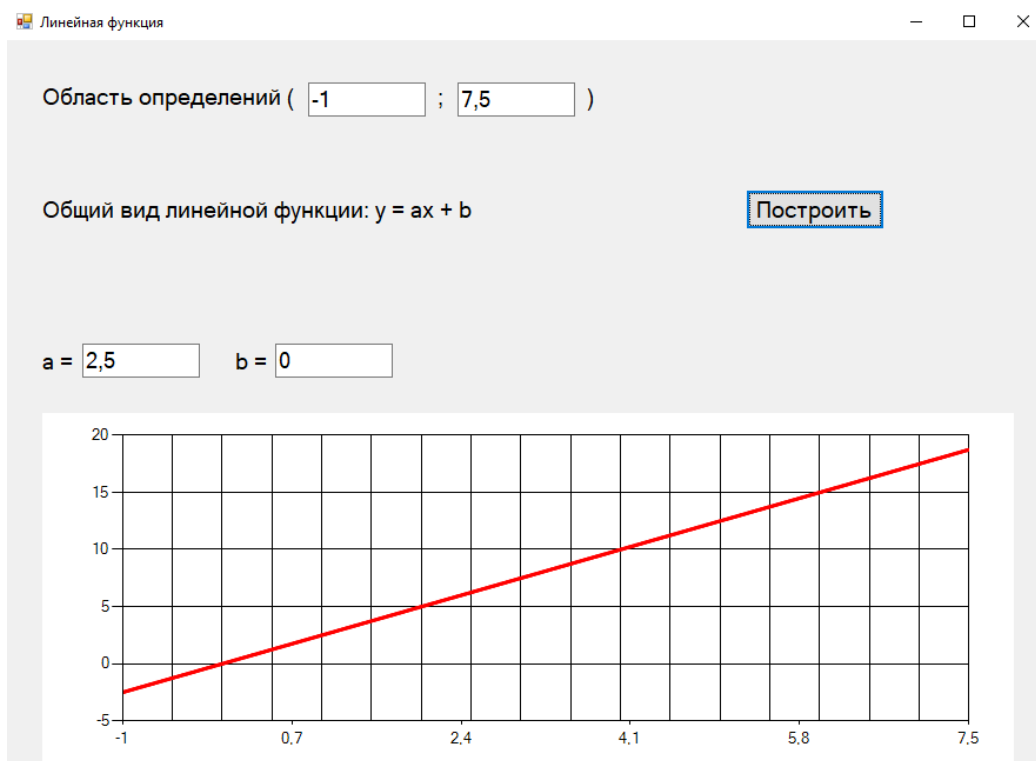 Линейная функция
Область определений ( -1 ; 7,5 )
Общий вид линейной функции: y = ax + b
Построить
a = 2,5 b = 0
20
15
10
5
0
-5
-1 0,7 2,4 4,1 5,8 7,5